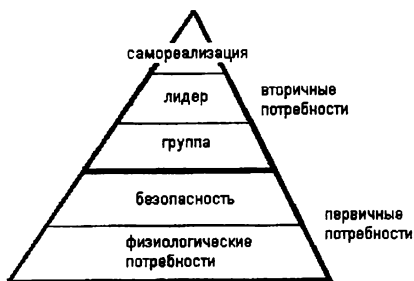 самореализация
лидер
вторичные
потребности
группа
безопасность
первичные
потребности
физиологические
потребности